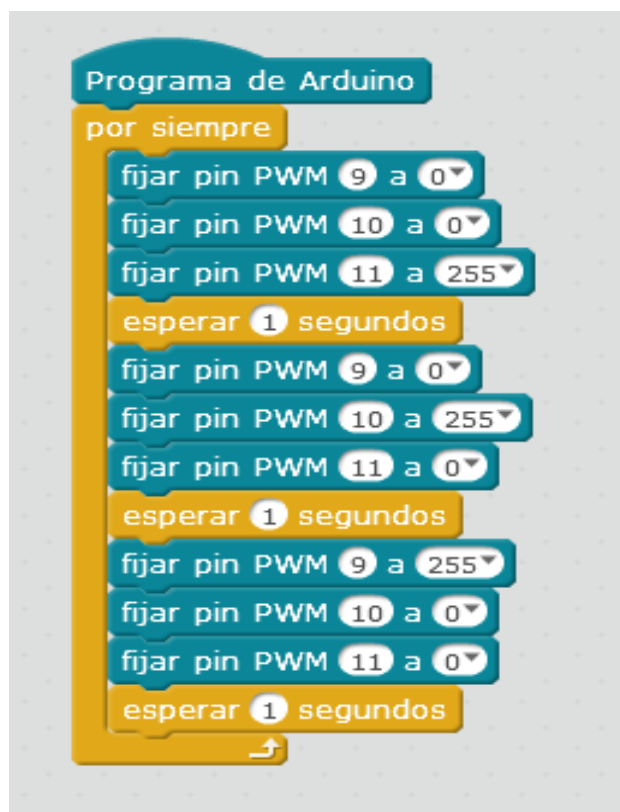 Programa de Arduino
por siempre
fijar pin PWM 9 a 0
fijar pin PWM 10 a 0
fijar pin PWM 11 a 255
esperar 1 segundos
fijar pin PWM 9 a 0
fijar pin PWM 10 a 255
fijar pin PWM 11 a 0
esperar 1 segundos
fijar pin PWM 9 a 255
fijar pin PWM 10 a 0
fijar pin PWM 11 a 0
esperar 1 segundos